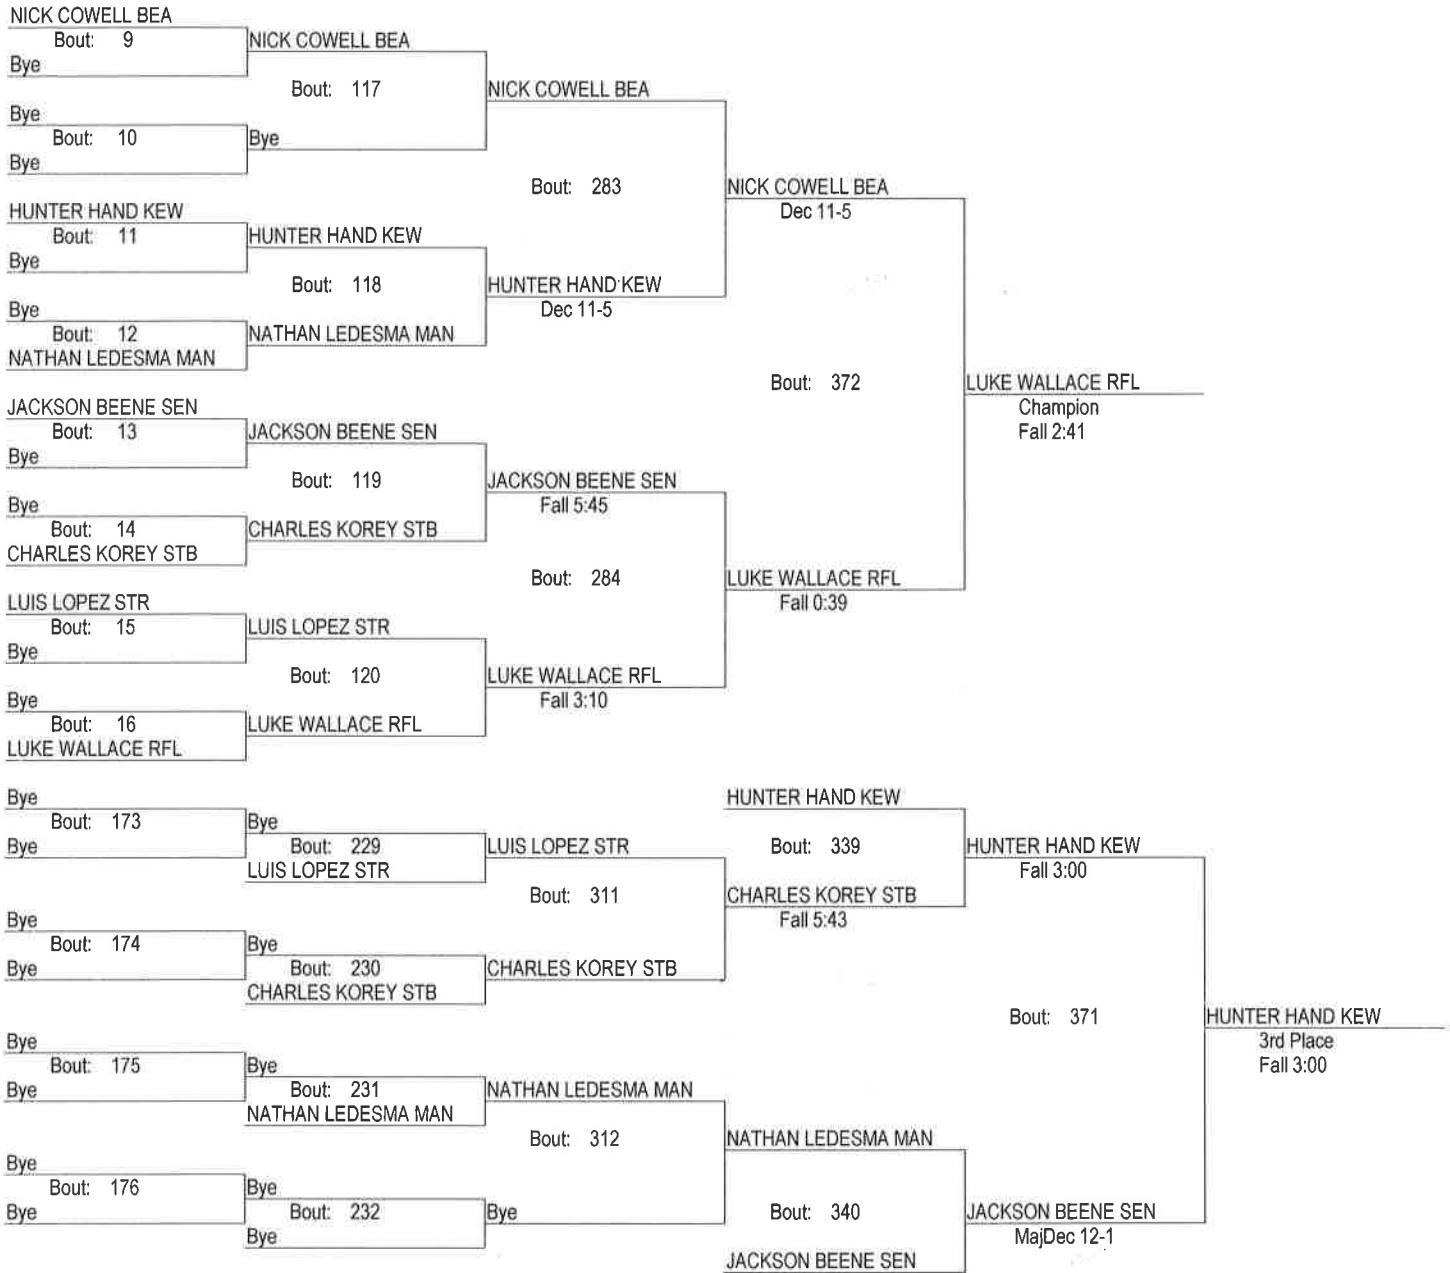 NICK COWELL BEA
Bout: 9
NICK COWELL BEA
Bye
Bout: 117
NICK COWELL BEA
Bye
Bout: 10
Bye
Bye
Bout: 283
NICK COWELL BEA
Dec 11-5
HUNTER HAND KEW
Bout: 11
HUNTER HAND KEW
Bye
Bout: 118
HUNTER HAND KEW
Dec 11-5
Bye
Bout: 12
NATHAN LEDESMA MAN
NATHAN LEDESMA MAN
Bout: 372
LUKE WALLACE RFL
Champion
Fall 2:41
JACKSON BEENE SEN
Bout: 13
JACKSON BEENE SEN
Bye
Bout: 119
JACKSON BEENE SEN
Fall 5:45
Bye
Bout: 14
CHARLES KOREY STB
CHARLES KOREY STB
Bout: 284
LUKE WALLACE RFL
Fall 0:39
LUIS LOPEZ STR
Bout: 15
LUIS LOPEZ STR
Bye
Bout: 120
LUKE WALLACE RFL
Fall 3:10
Bye
Bout: 16
LUKE WALLACE RFL
LUKE WALLACE RFL
Bye
Bout: 173
Bye
Bye
Bout: 229
LUIS LOPEZ STR
LUIS LOPEZ STR
HUNTER HAND KEW
Bout: 339
HUNTER HAND KEW
Fall 3:00
Bout: 311
CHARLES KOREY STB
Fall 5:43
Bye
Bout: 174
Bye
Bye
Bout: 230
CHARLES KOREY STB
CHARLES KOREY STB
Bout: 371
HUNTER HAND KEW
3rd Place
Fall 3:00
Bye
Bout: 175
Bye
Bye
Bout: 231
NATHAN LEDESMA MAN
NATHAN LEDESMA MAN
Bout: 312
NATHAN LEDESMA MAN
Bye
Bout: 176
Bye
Bye
Bout: 232
Bye
Bye
Bout: 340
JACKSON BEENE SEN
MajDec 12-1
JACKSON BEENE SEN